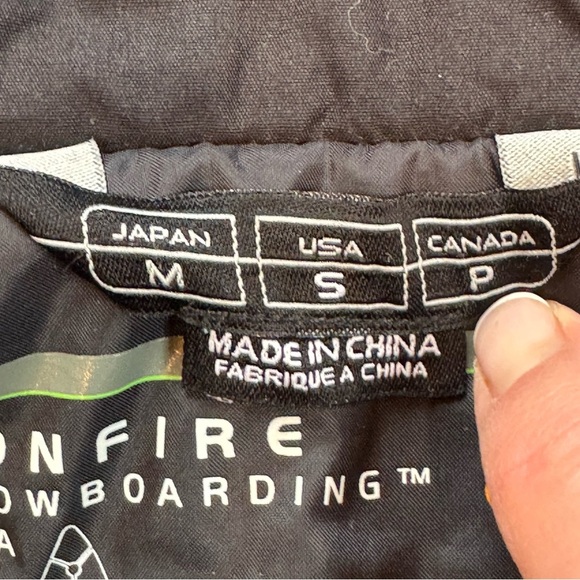 JAPAN USA CANADA
M S P
MADE IN CHINA
FABRIQUE A CHINA
ONFIRE
OWBOARDING™
A